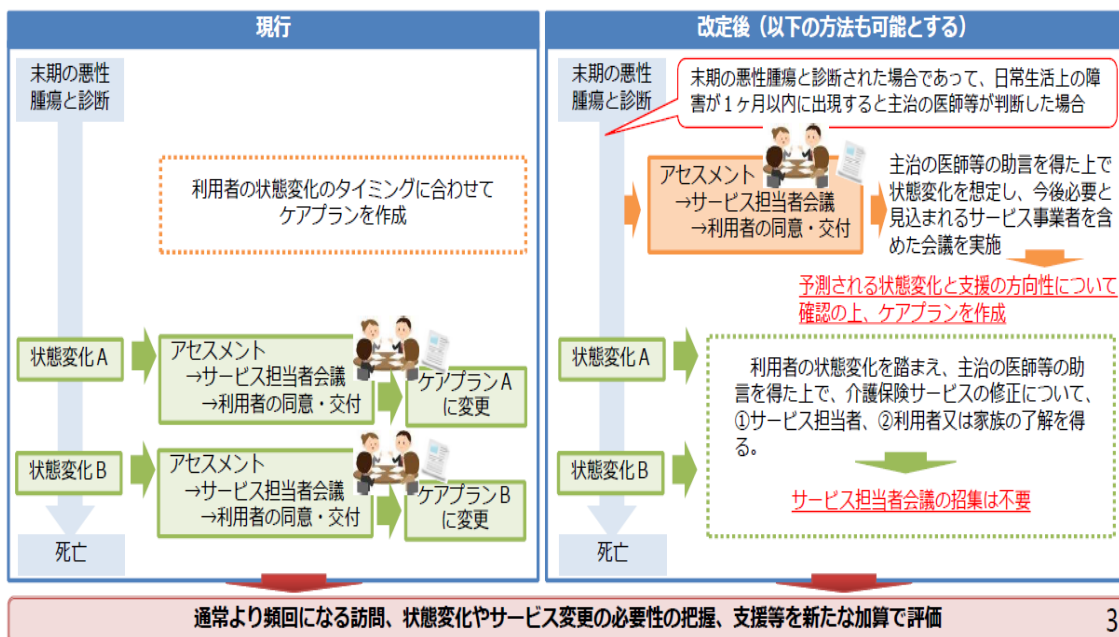 現行
末期の悪性
腫瘍と診断
利用者の状態変化のタイミングに合わせて
ケアプランを作成
状態変化A
アセスメント
→サービス担当者会議
→利用者の同意・交付
ケアプランA
に変更
状態変化B
アセスメント
→サービス担当者会議
→利用者の同意・交付
ケアプランB
に変更
死亡
改定後（以下の方法も可能とする）
末期の悪性
腫瘍と診断
末期の悪性腫瘍と診断された場合であって、日常生活上の障
害が１ヶ月以内に出現すると主治の医師等が判断した場合
アセスメント
→サービス担当者会議
→利用者の同意・交付
主治の医師等の助言を得た上で
状態変化を想定し、今後必要と
見込まれるサービス事業者を含
めた会議を実施
予測される状態変化と支援の方向性について
確認の上、ケアプランを作成
状態変化A
利用者の状態変化を踏まえ、主治の医師等の助
言を得た上で、介護保険サービスの修正について、
①サービス担当者、②利用者又は家族の了解を得
る。
状態変化B
サービス担当者会議の招集は不要
死亡
通常より頻回になる訪問、状態変化やサービス変更の必要性の把握、支援等を新たな加算で評価
3